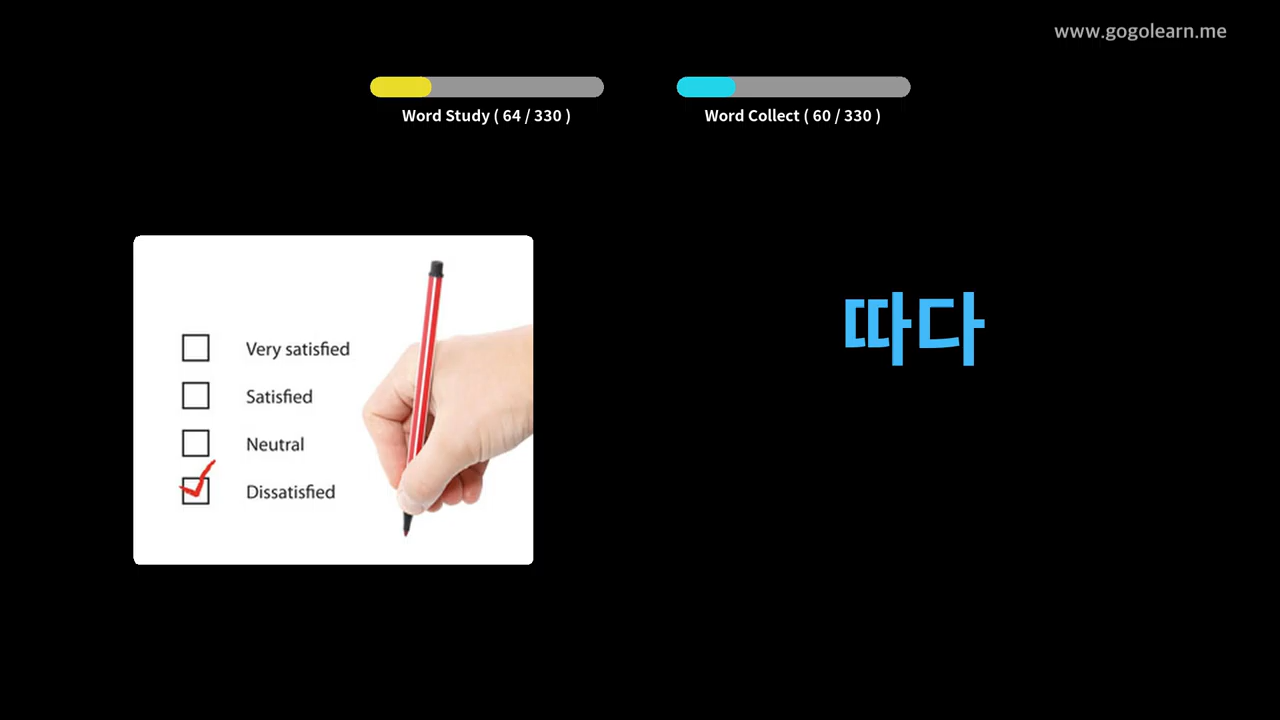 www.gogolearn.me
Word Study ( 64 / 330 )
Word Collect ( 60 / 330 )
Very satisfied
Satisfied
Neutral
Dissatisfied
따다